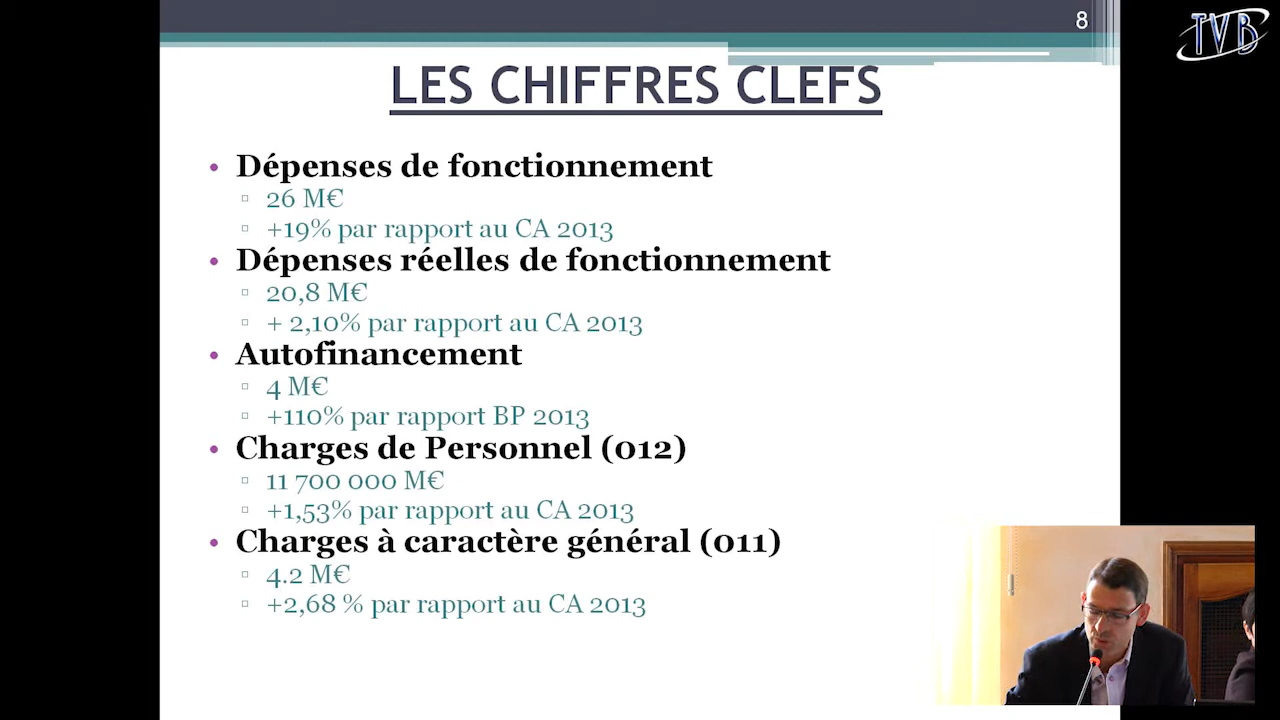 8
TVB
LES CHIFFRES CLEFS
• Dépenses de fonctionnement
▫ 26 M€
▫ +19% par rapport au CA 2013
• Dépenses réelles de fonctionnement
▫ 20,8 M€
▫ + 2,10% par rapport au CA 2013
• Autofinancement
▫ 4 M€
▫ +110% par rapport BP 2013
• Charges de Personnel (012)
▫ 11 700 000 M€
▫ +1,53% par rapport au CA 2013
• Charges à caractère général (011)
▫ 4.2 M€
▫ +2,68 % par rapport au CA 2013